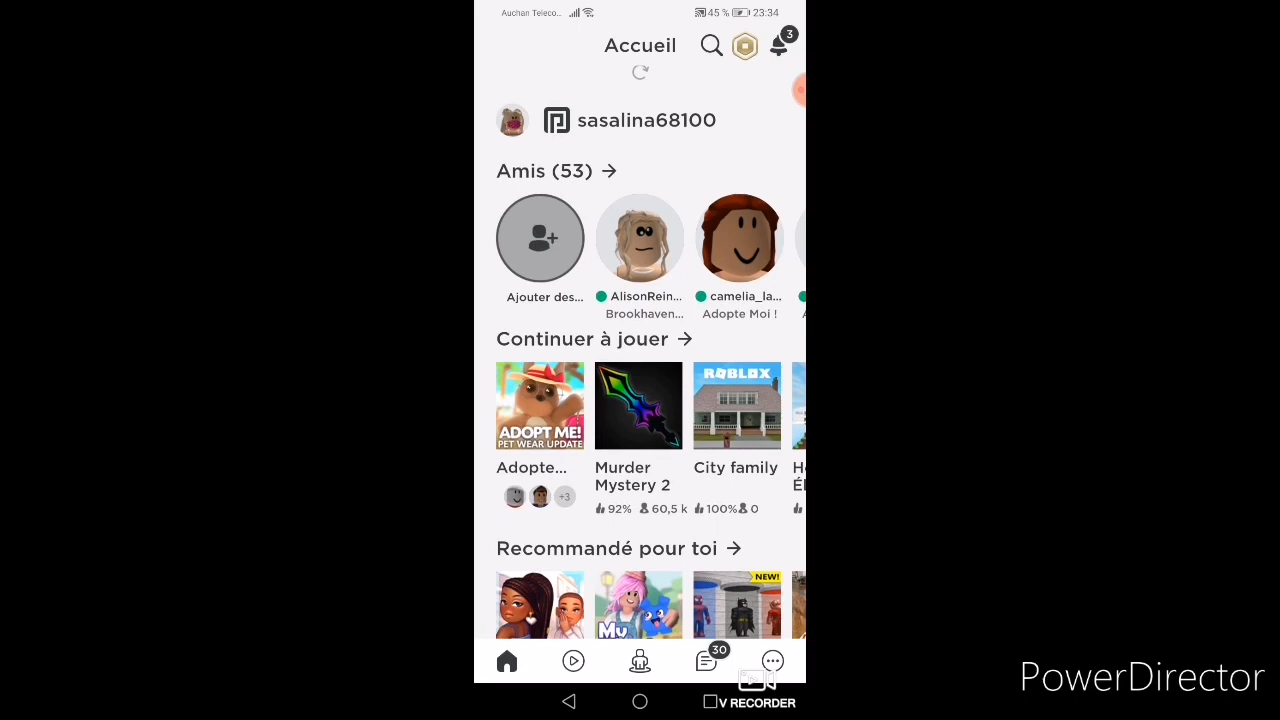 Auchan Teleco.. 45 % 23:34
Accueil 3
sasalina68100
Amis (53) →
Ajouter des... AlisonRein... camelia_la...
Brookhaven... Adopte Moi !
Continuer à jouer →
ROBLOX
ADOPT ME!
PET WEAR UPDATE
Adopte... Murder Mystery 2 City family
+3 92% 60,5 k 100% 0
Recommandé pour toi →
NEW!
My
30
V RECORDER
PowerDirector